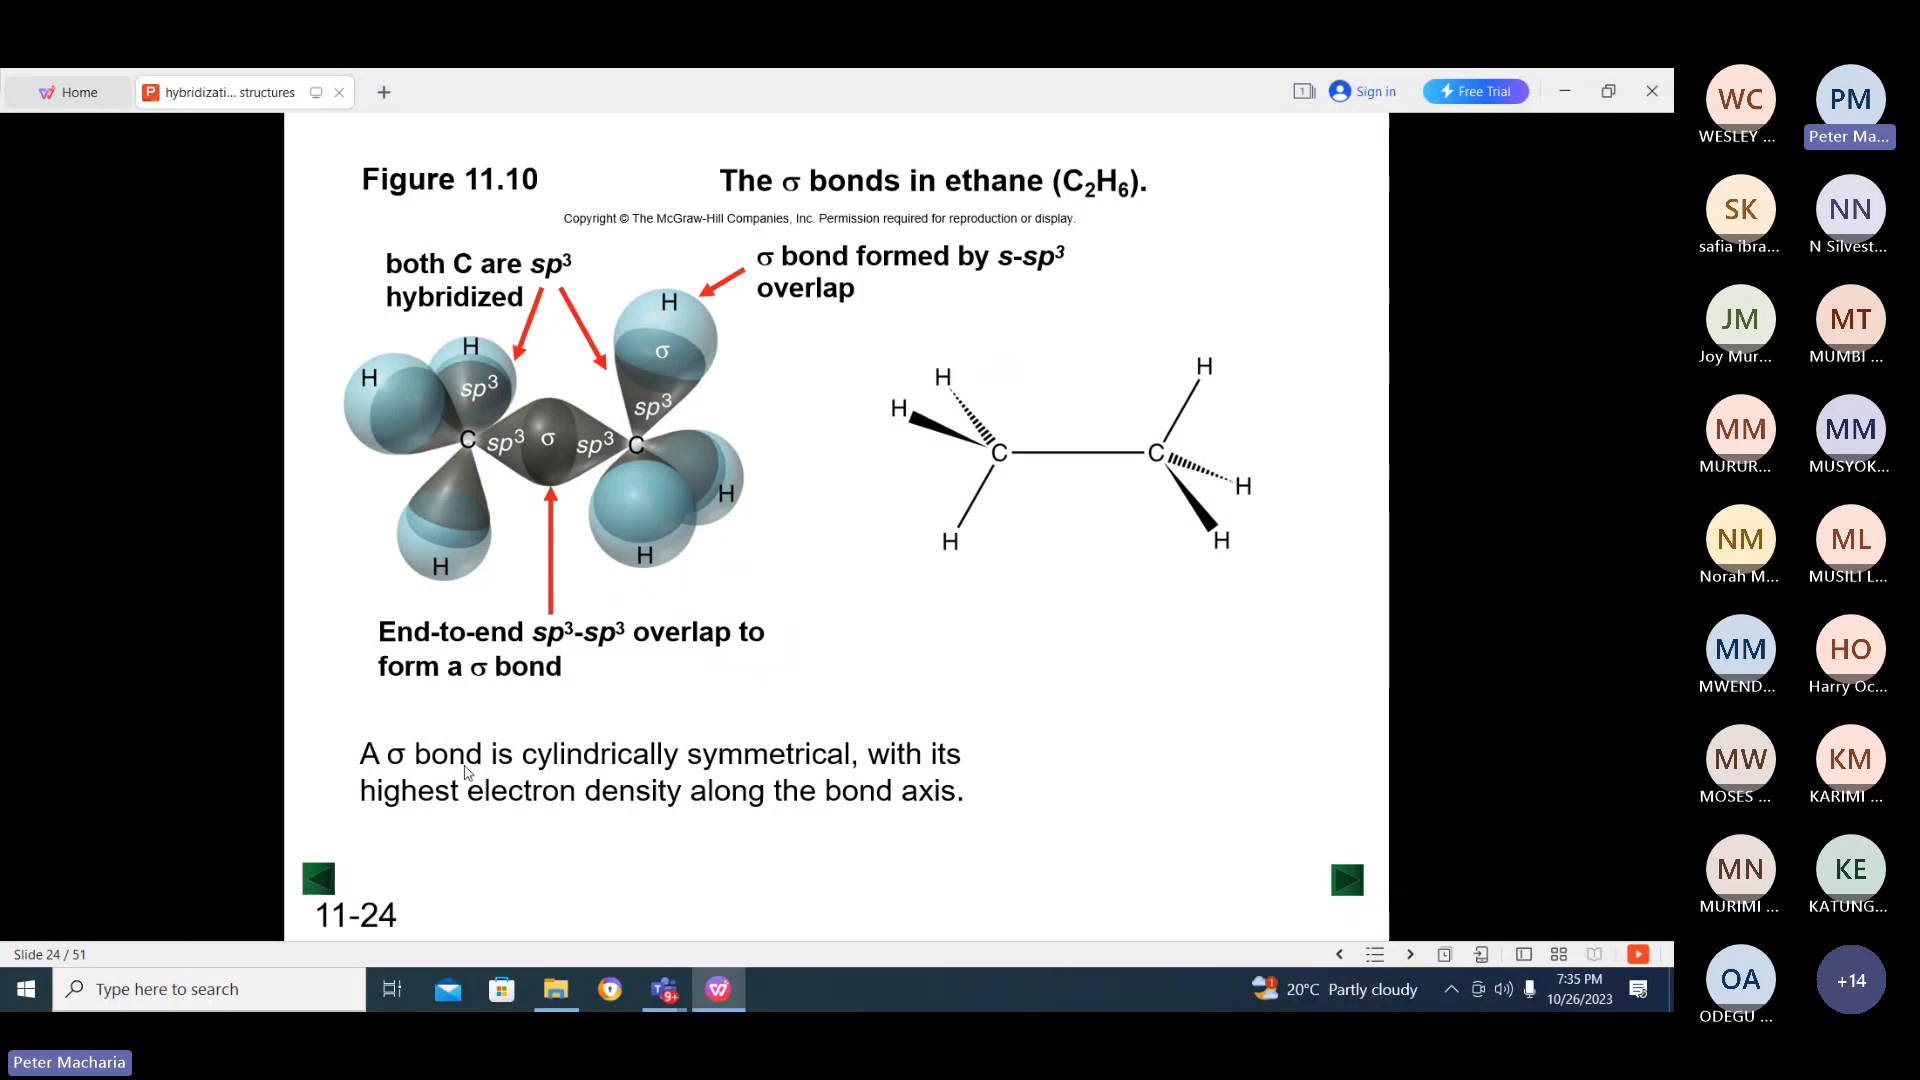 Home
hybridizati... structures
Sign in
Free Trial
Figure 11.10
The σ bonds in ethane (C₂H₆).
Copyright © The McGraw-Hill Companies, Inc. Permission required for reproduction or display.
both C are sp³
hybridized
σ bond formed by s-sp³
overlap
H
σ
sp³
H
H
sp³
C
sp³
σ
sp³
C
H
H
H
H
H
H
C
C
H
H
H
H
End-to-end sp³-sp³ overlap to
form a σ bond
A σ bond is cylindrically symmetrical, with its
highest electron density along the bond axis.
11-24
Slide 24 / 51
Type here to search
9+
1
20°C Partly cloudy
7:35 PM
10/26/2023
Peter Macharia
WC
WESLEY ...
PM
Peter Ma...
SK
safia ibra...
NN
N Silvest...
JM
Joy Mur...
MT
MUMBI ...
MM
MURUR...
MM
MUSYOK...
NM
Norah M...
ML
MUSILI L...
MM
MWEND...
HO
Harry Oc...
MW
MOSES ...
KM
KARIMI ...
MN
MURIMI ...
KE
KATUNG...
OA
ODEGU ...
+14